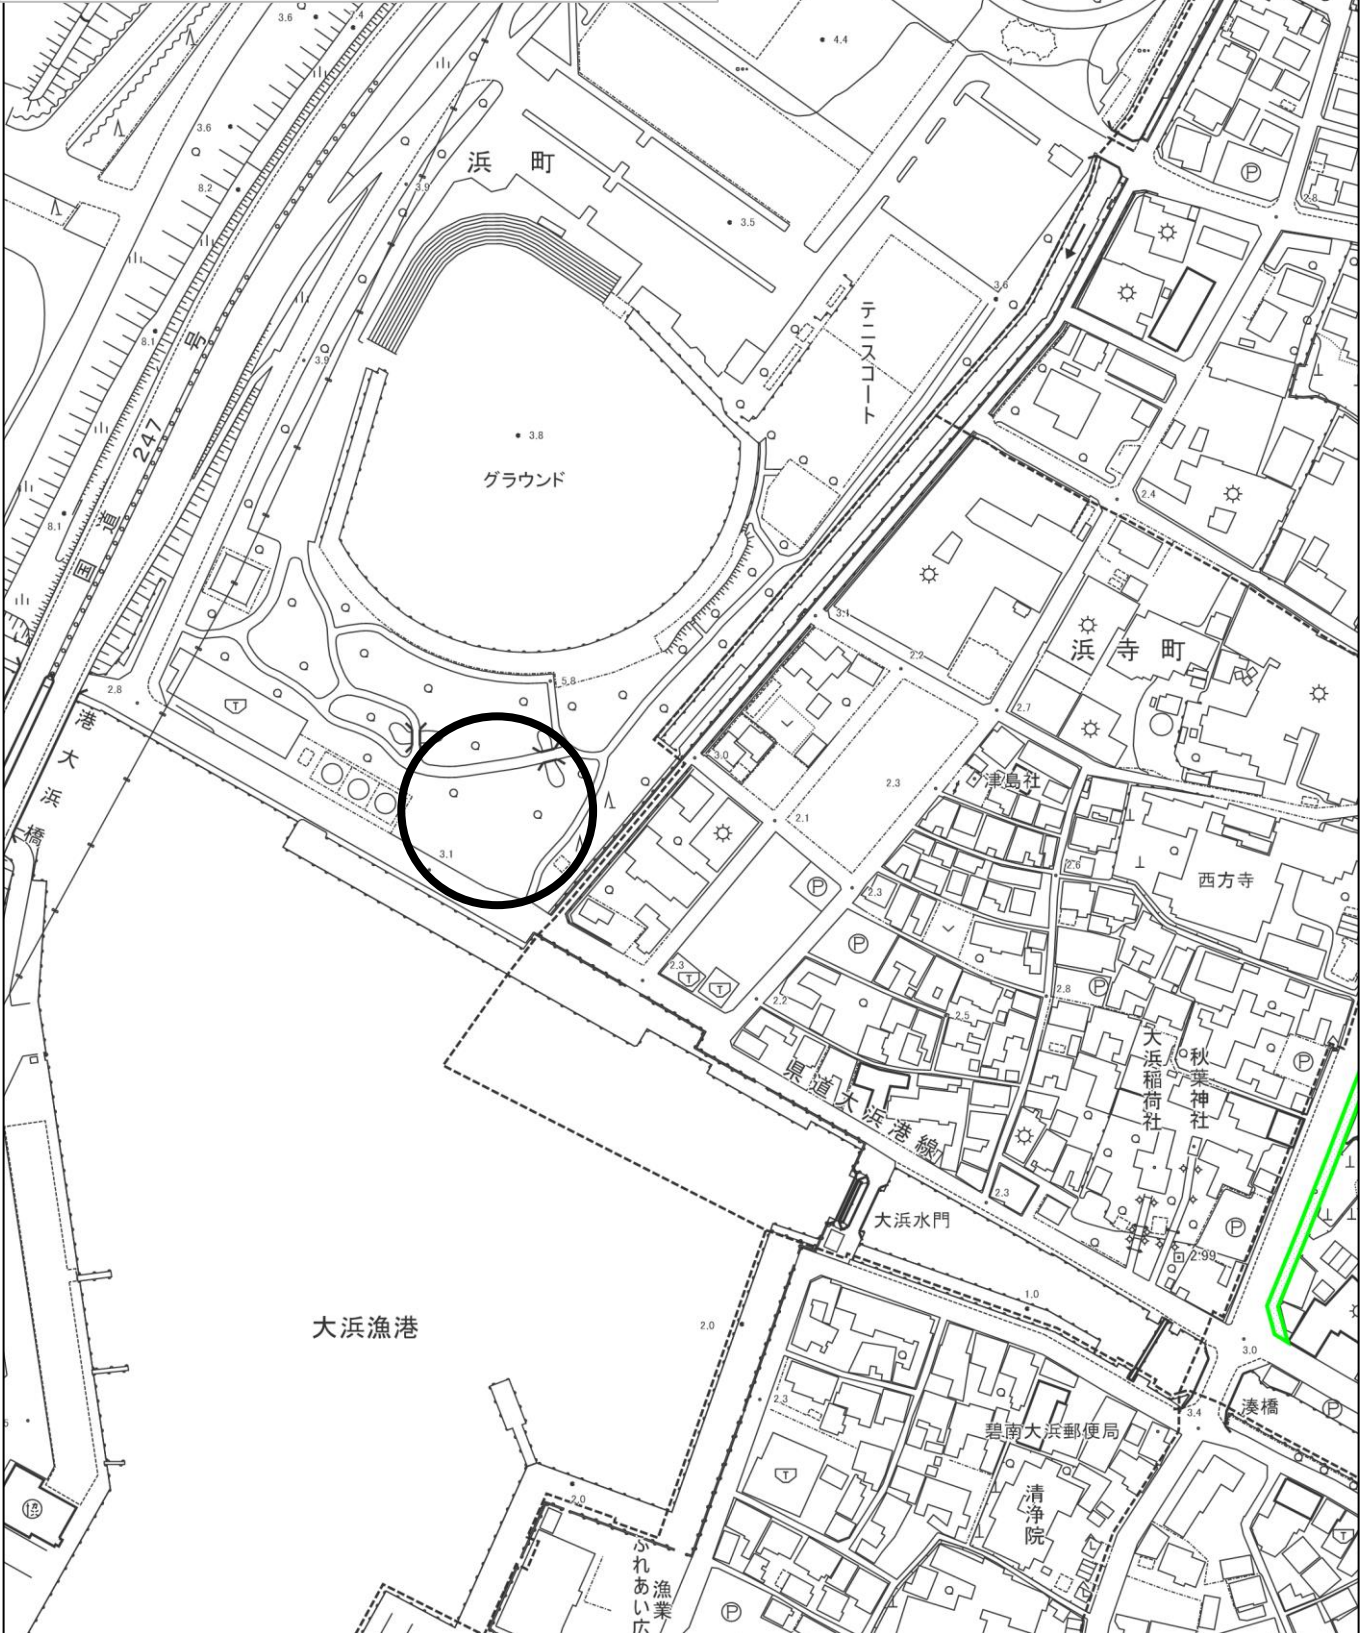 3.6
7.4
4.4
4
3.6
浜町
8.2
3.9
3.5
Ⓟ
2.8
3.6
テニスコート
8.1
3.9
国道247号
3.8
グラウンド
2.4
8.1
3.1
2.2
浜寺町
5.8
2.8
2.7
港大浜橋
3.0
2.3
津島社
2.1
2.6
3.1
西方寺
Ⓟ
2.3
Ⓟ
2.3
2.2
2.8
Ⓟ
2.5
大浜稲荷社
秋葉神社
Ⓟ
県道大浜港線
2.3
大浜水門
Ⓟ
2.99
1.0
大浜漁港
2.0
3.0
2.3
3.4
湊橋
Ⓟ
碧南大浜郵便局
2.0
清浄院
漁業
ふれあい広
Ⓟ